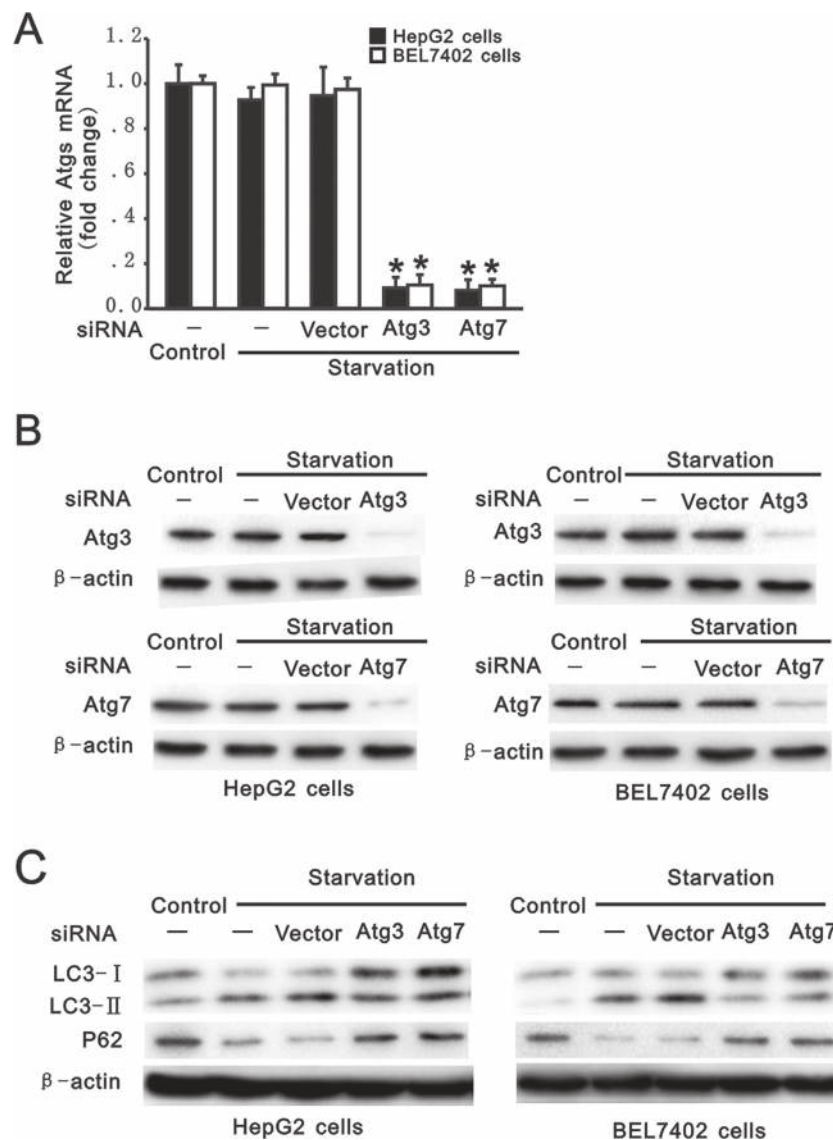 A
Relative Atgs mRNA
(fold change)
1.2
1.0
.8
.6
.4
.2
0.0
HepG2 cells
BEL7402 cells
* * * *
siRNA — — Vector Atg3 Atg7
Control
Starvation
B
Control Starvation
siRNA — — Vector Atg3
Atg3
β-actin
Control Starvation
siRNA — — Vector Atg7
Atg7
β-actin
HepG2 cells
Control Starvation
siRNA — — Vector Atg3
Atg3
β-actin
Control Starvation
siRNA — — Vector Atg7
Atg7
β-actin
BEL7402 cells
C
Starvation
Control
siRNA — — Vector Atg3 Atg7
LC3-Ⅰ
LC3-Ⅱ
P62
β-actin
HepG2 cells
Starvation
Control
— — Vector Atg3 Atg7
BEL7402 cells